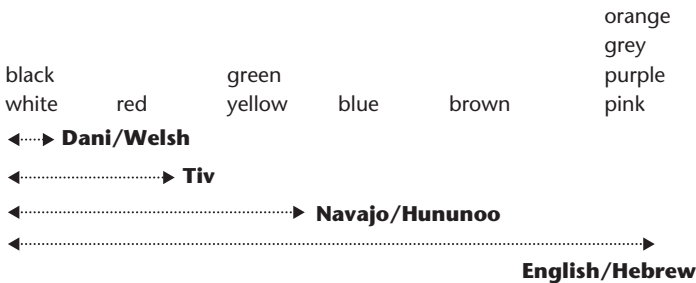 orange
grey
black green purple
white red yellow blue brown pink
Dani/Welsh
Tiv
Navajo/Hununoo
English/Hebrew